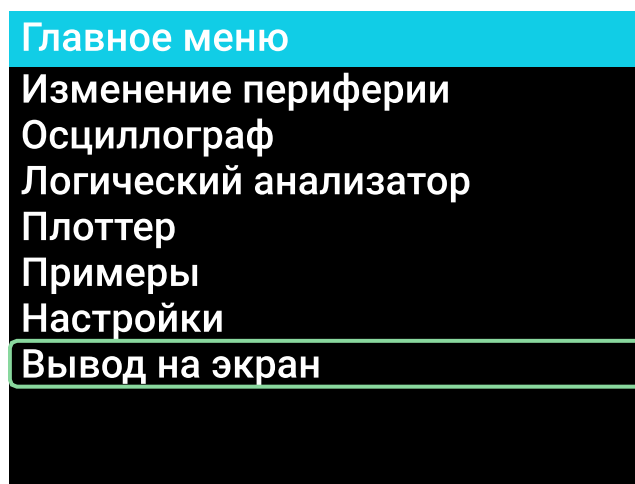 Главное меню
Изменение периферии
Осциллограф
Логический анализатор
Плоттер
Примеры
Настройки
Вывод на экран